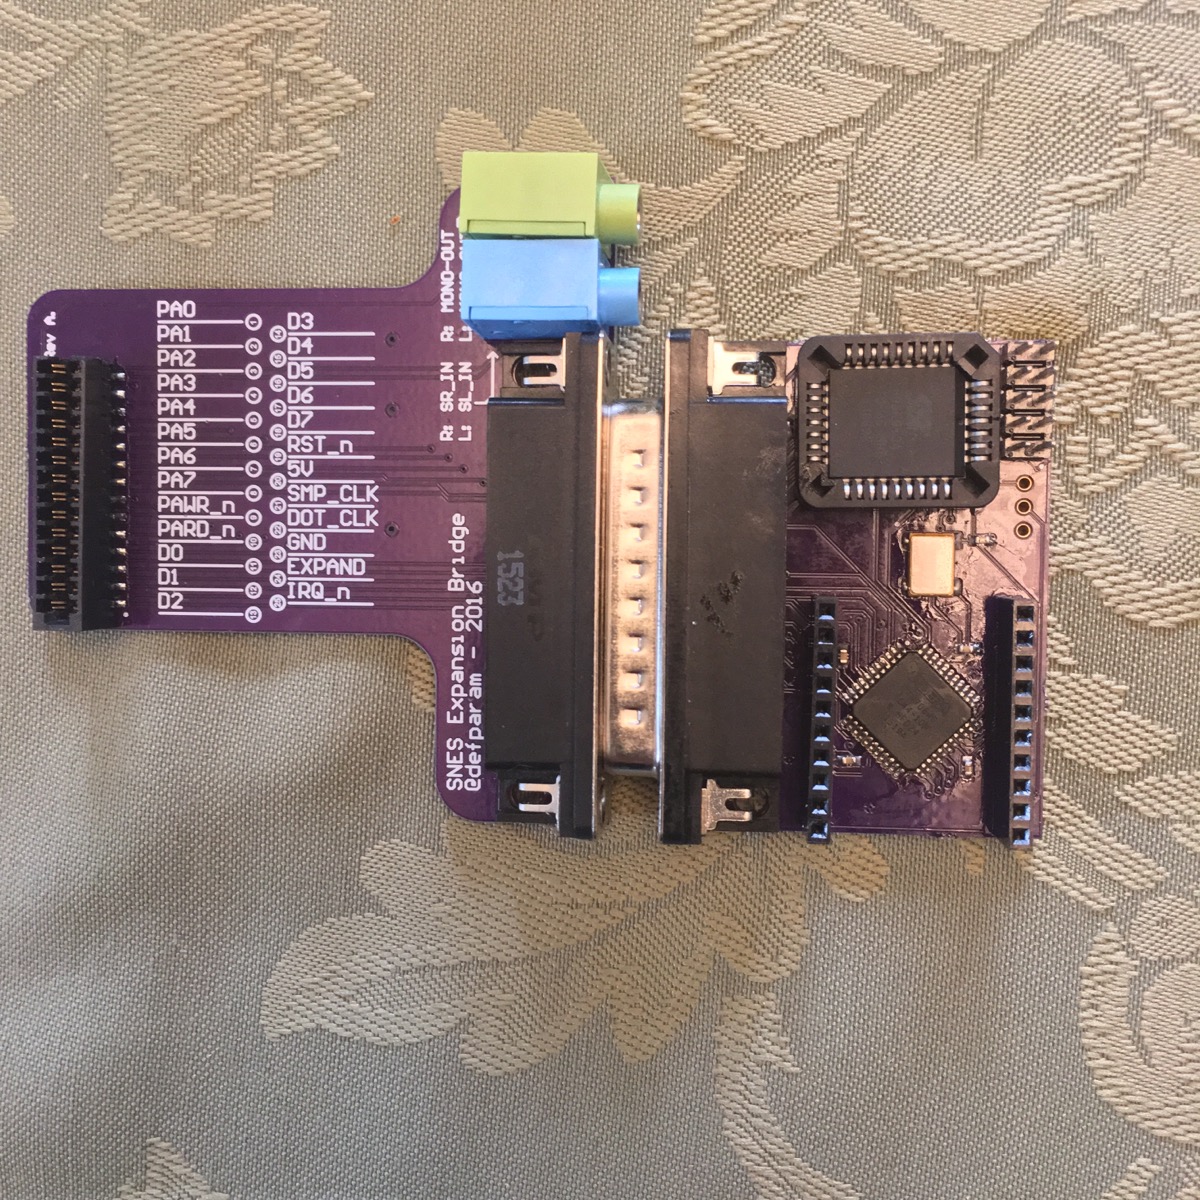 Rev A.
PA0
PA1
PA2
PA3
PA4
PA5
PA6
PA7
PAWR_n
PARD_n
D0
D1
D2
D3
D4
D5
D6
D7
RST_n
5V
SMP_CLK
DOT_CLK
GND
EXPAND
IRQ_n
R: MONO-OUT
L:
R: SR_IN
L: SL_IN
SNES Expansion Bridge
@defparam - 2016
1523